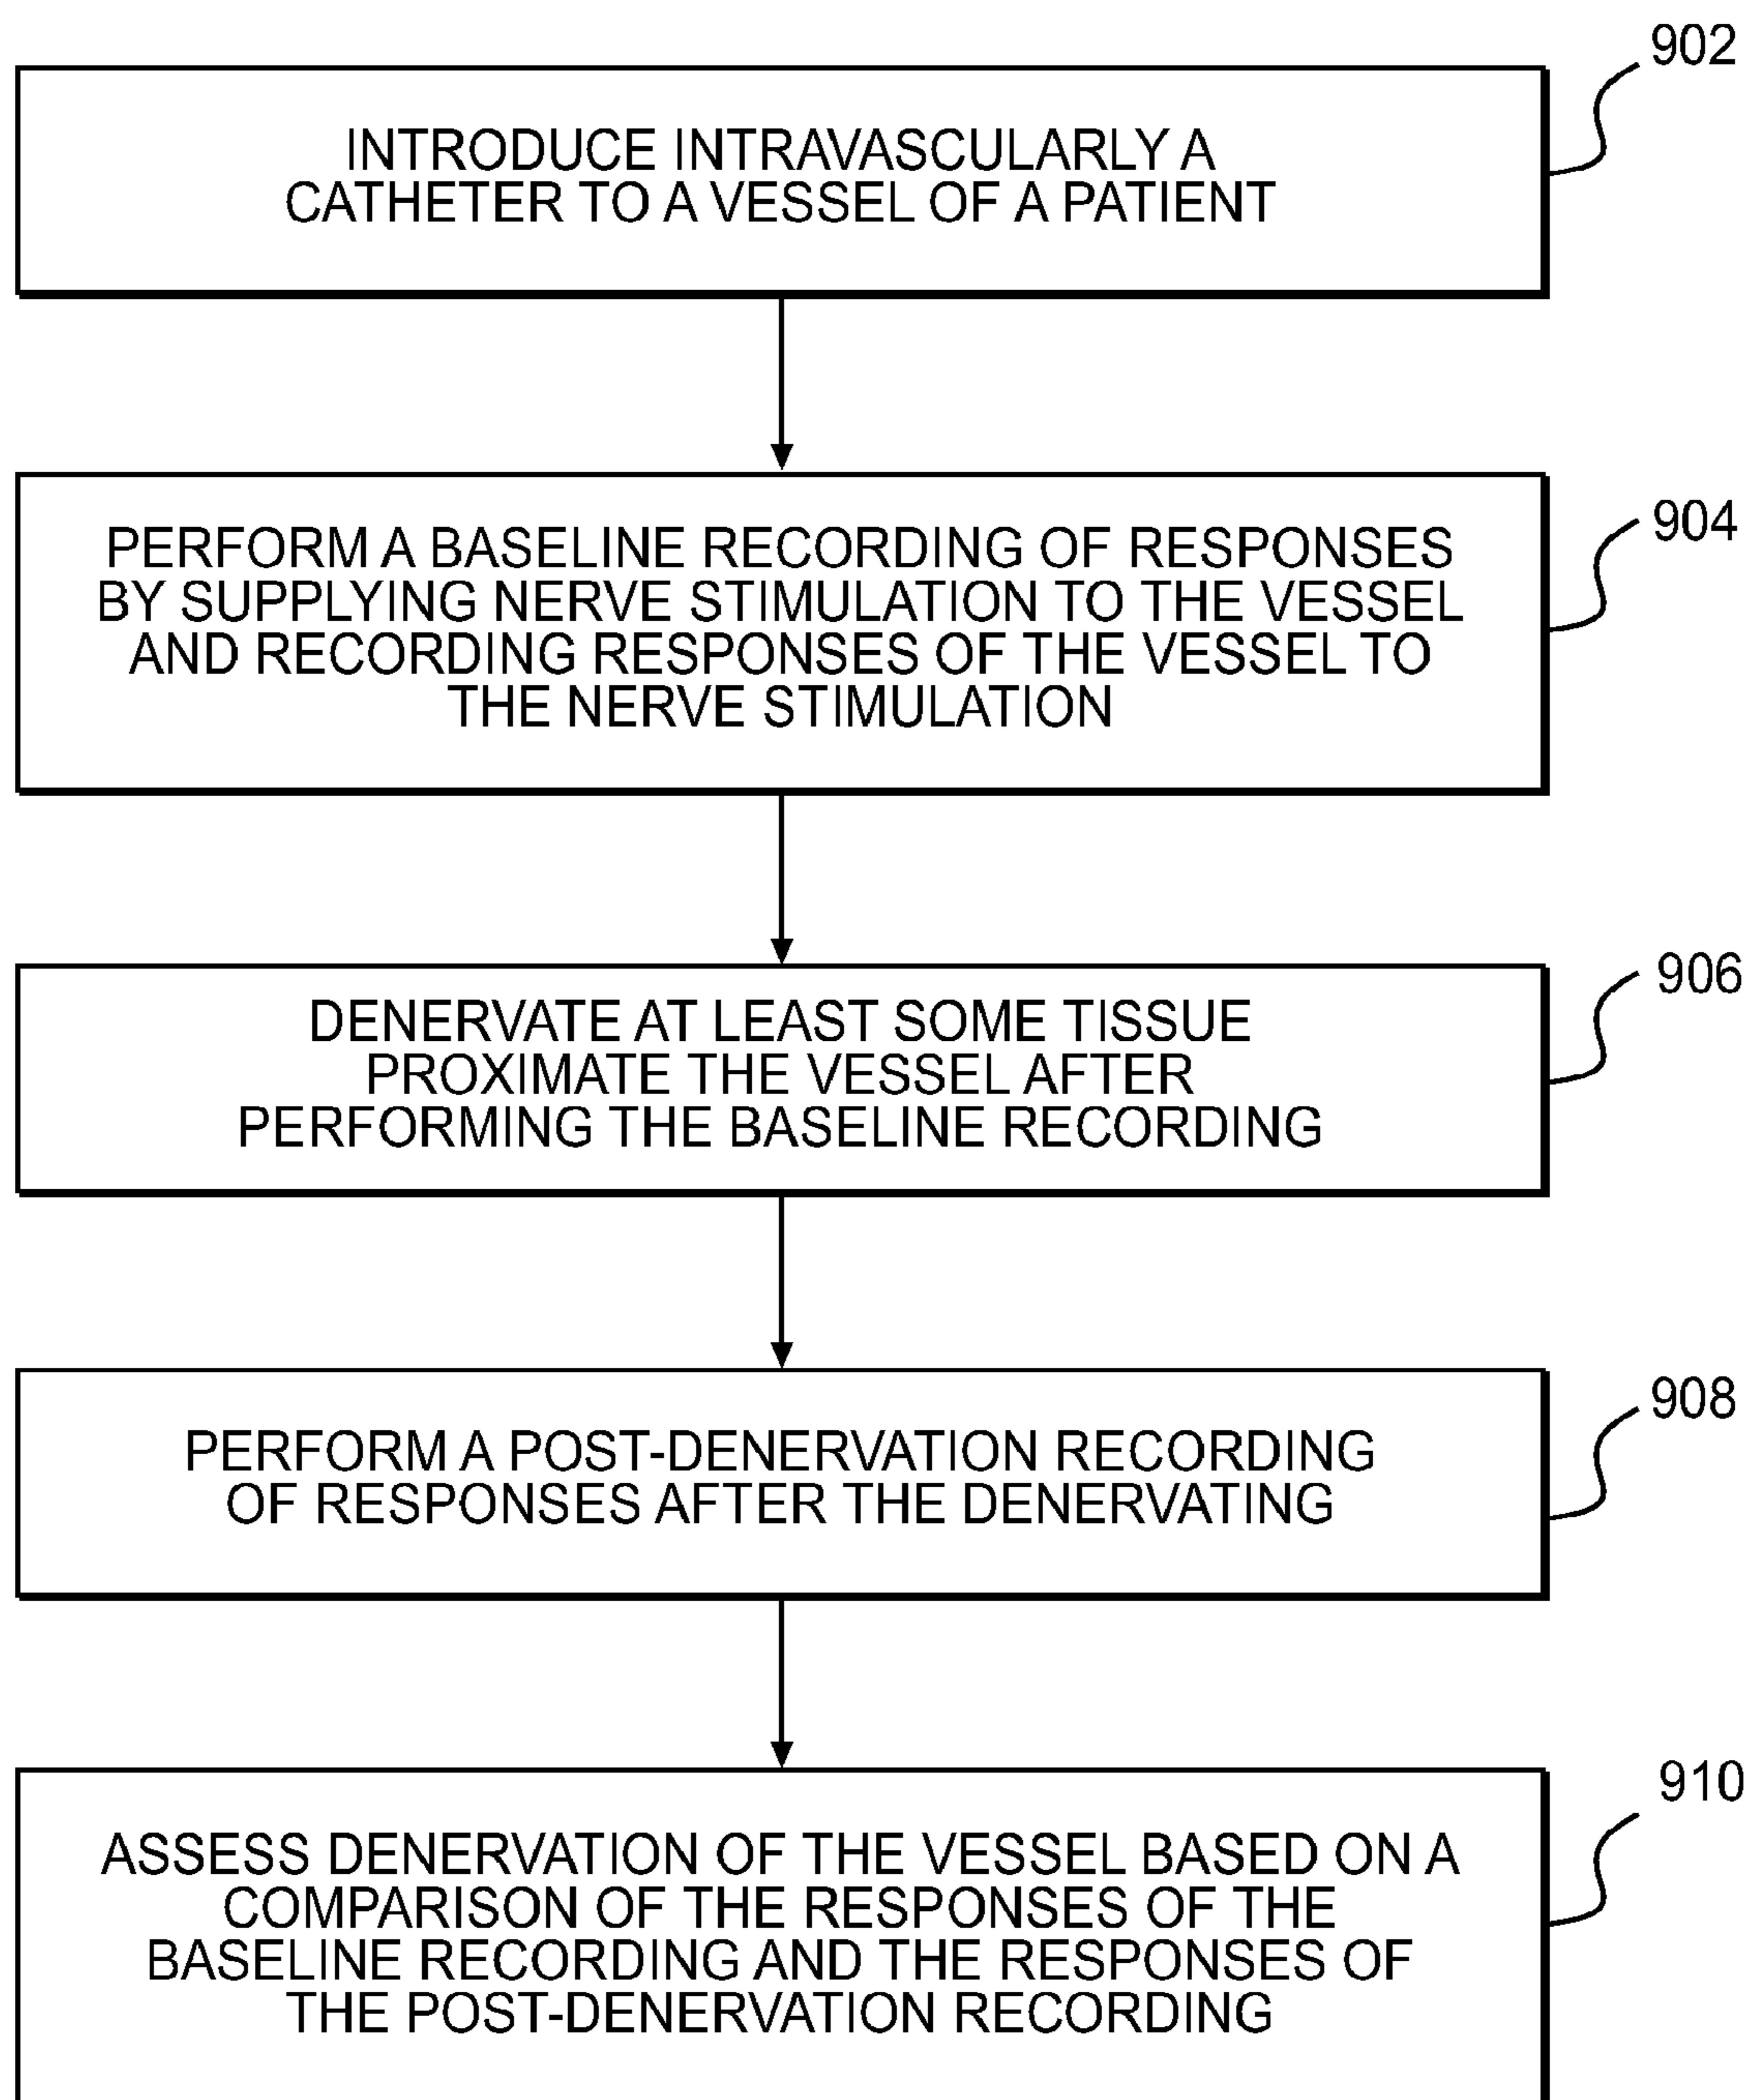 902
INTRODUCE INTRAVASCULARLY A
CATHETER TO A VESSEL OF A PATIENT
904
PERFORM A BASELINE RECORDING OF RESPONSES
BY SUPPLYING NERVE STIMULATION TO THE VESSEL
AND RECORDING RESPONSES OF THE VESSEL TO
THE NERVE STIMULATION
906
DENERVATE AT LEAST SOME TISSUE
PROXIMATE THE VESSEL AFTER
PERFORMING THE BASELINE RECORDING
908
PERFORM A POST-DENERVATION RECORDING
OF RESPONSES AFTER THE DENERVATING
910
ASSESS DENERVATION OF THE VESSEL BASED ON A
COMPARISON OF THE RESPONSES OF THE
BASELINE RECORDING AND THE RESPONSES OF
THE POST-DENERVATION RECORDING